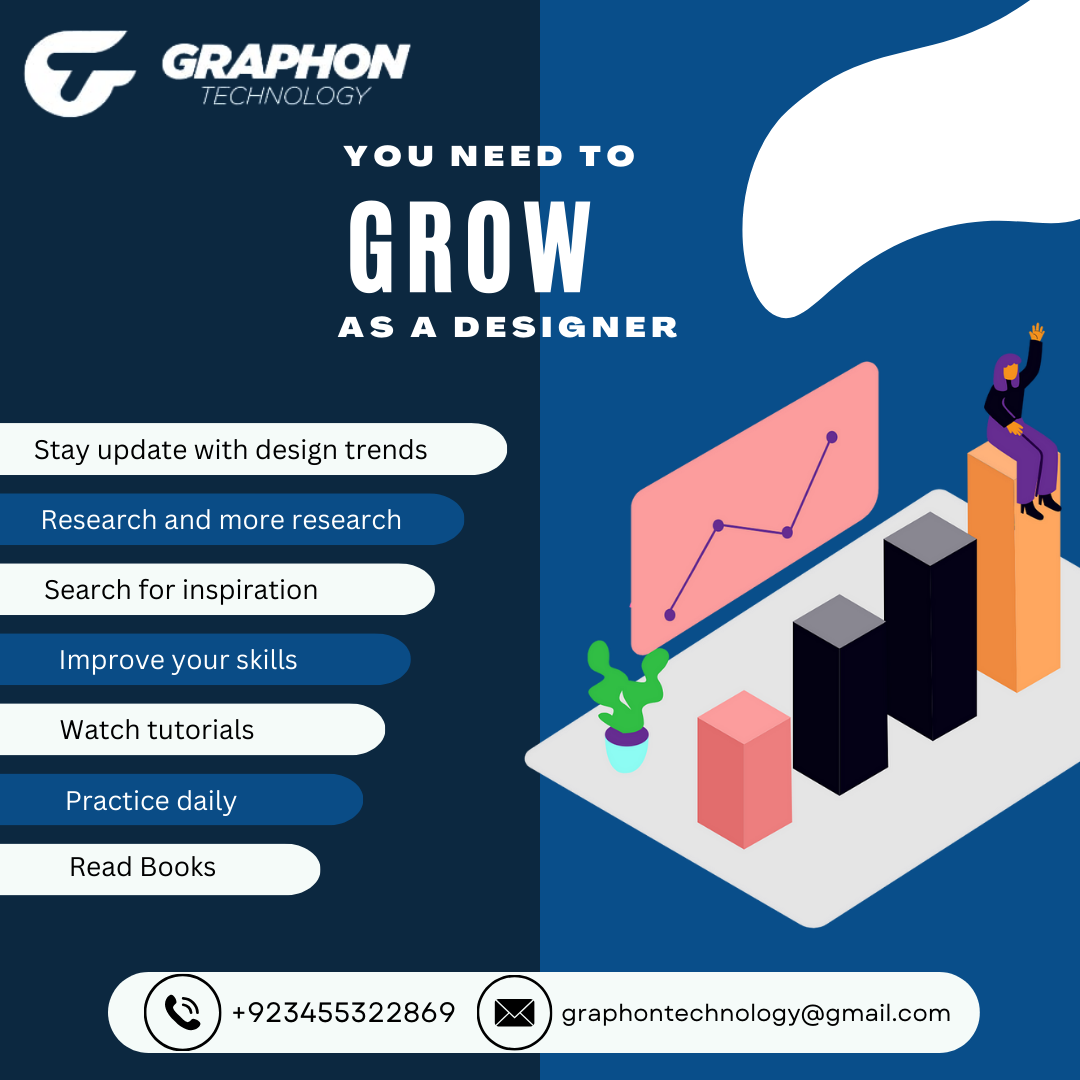 GRAPHON
TECHNOLOGY
YOU NEED TO
GROW
AS A DESIGNER
Stay update with design trends
Research and more research
Search for inspiration
Improve your skills
Watch tutorials
Practice daily
Read Books
+923455322869
graphontechnology@gmail.com